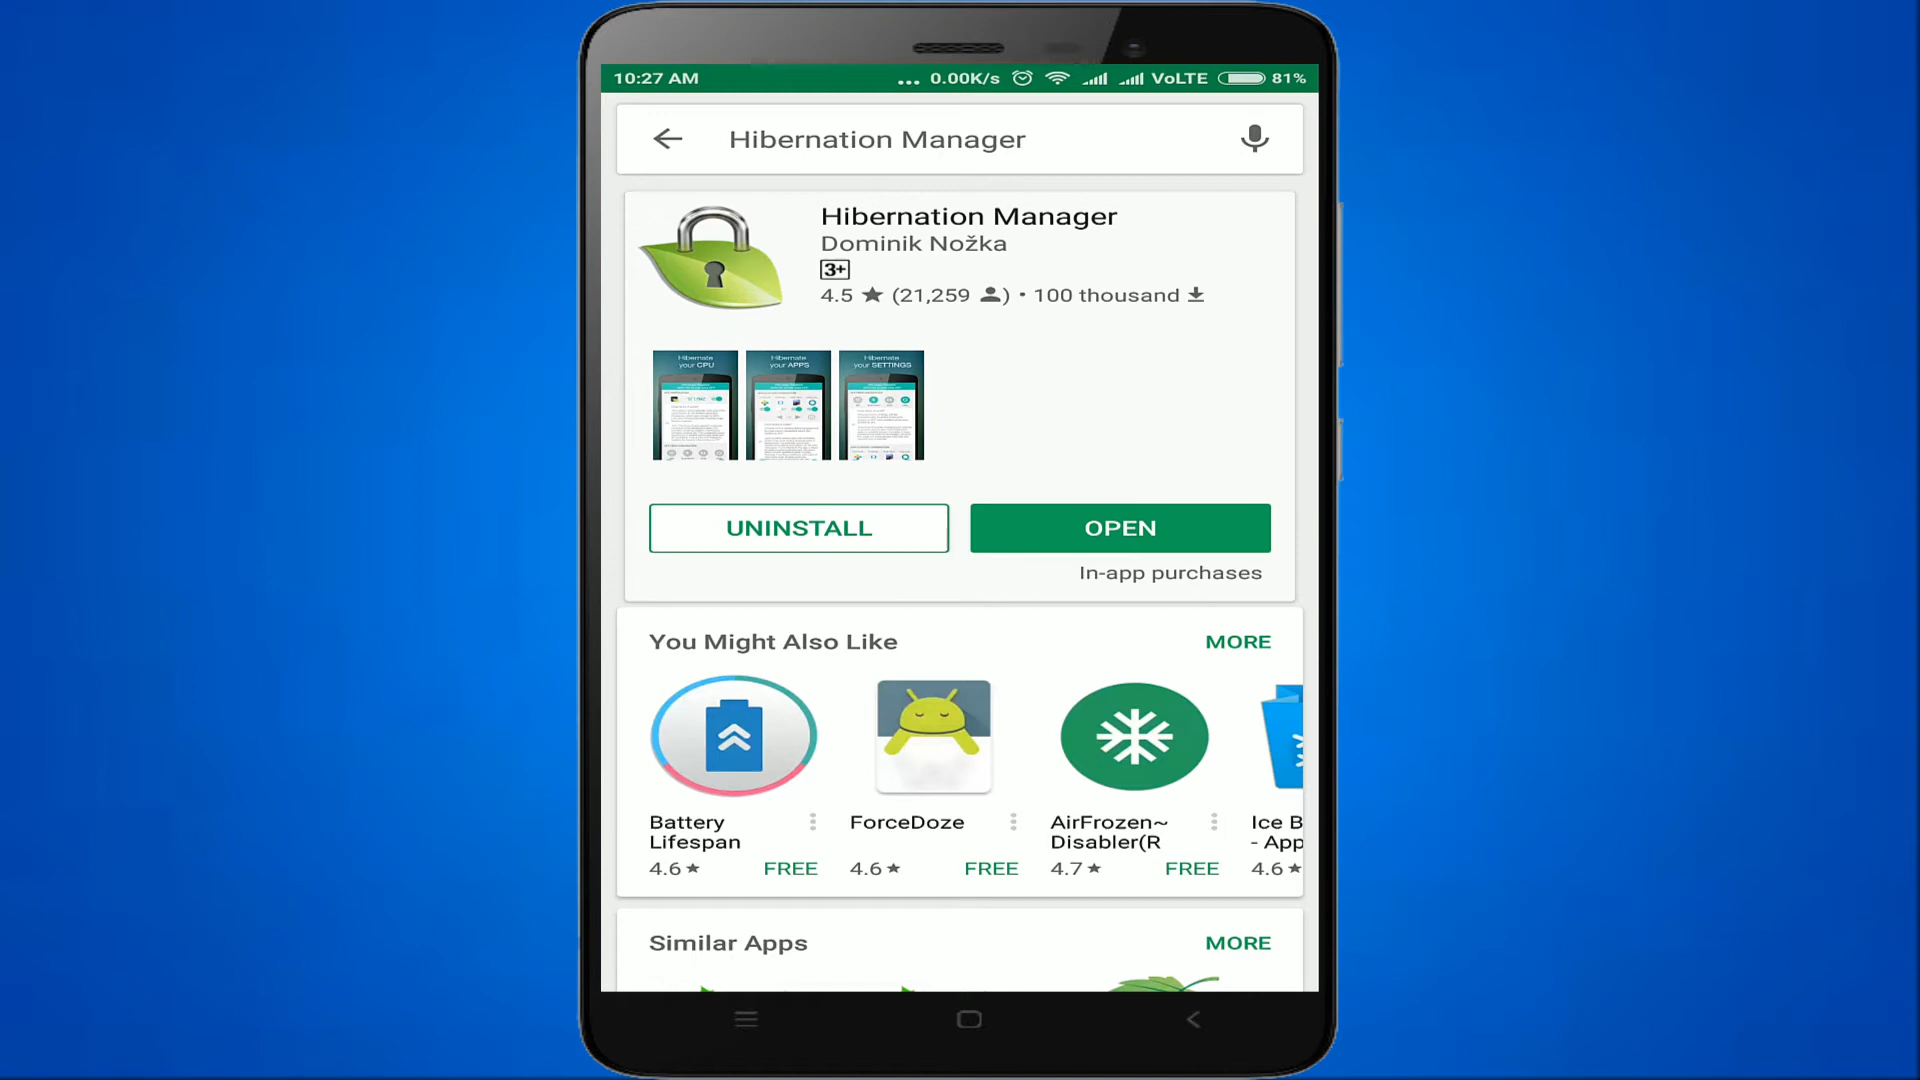 10:27 AM
... 0.00K/s VoLTE 81%
Hibernation Manager
Hibernation Manager
Dominik Nožka
3+
4.5 ★ (21,259 ) • 100 thousand
Hibernate
your CPU
Hibernate
your APPS
Hibernate
your SETTINGS
UNINSTALL
OPEN
In-app purchases
You Might Also Like
MORE
Battery
Lifespan
4.6 ★ FREE
ForceDoze
4.6 ★ FREE
AirFrozen~
Disabler(R
4.7 ★ FREE
Ice B
- App
4.6 ★
Similar Apps
MORE